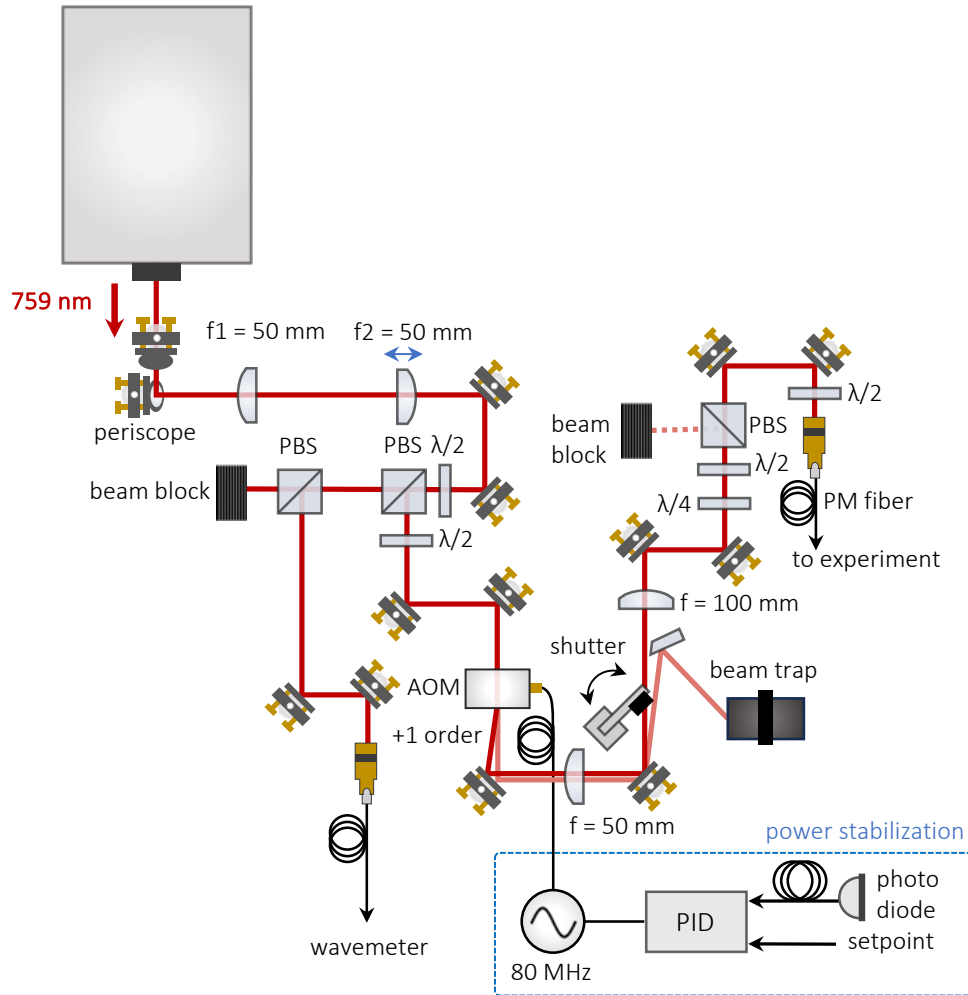 759 nm
f1 = 50 mm
f2 = 50 mm
periscope
PBS
PBS
λ/2
beam block
λ/2
beam
block
PBS
λ/2
λ/2
λ/4
PM fiber
to experiment
f = 100 mm
shutter
beam trap
AOM
+1 order
f = 50 mm
wavemeter
power stabilization
photo
diode
PID
setpoint
80 MHz